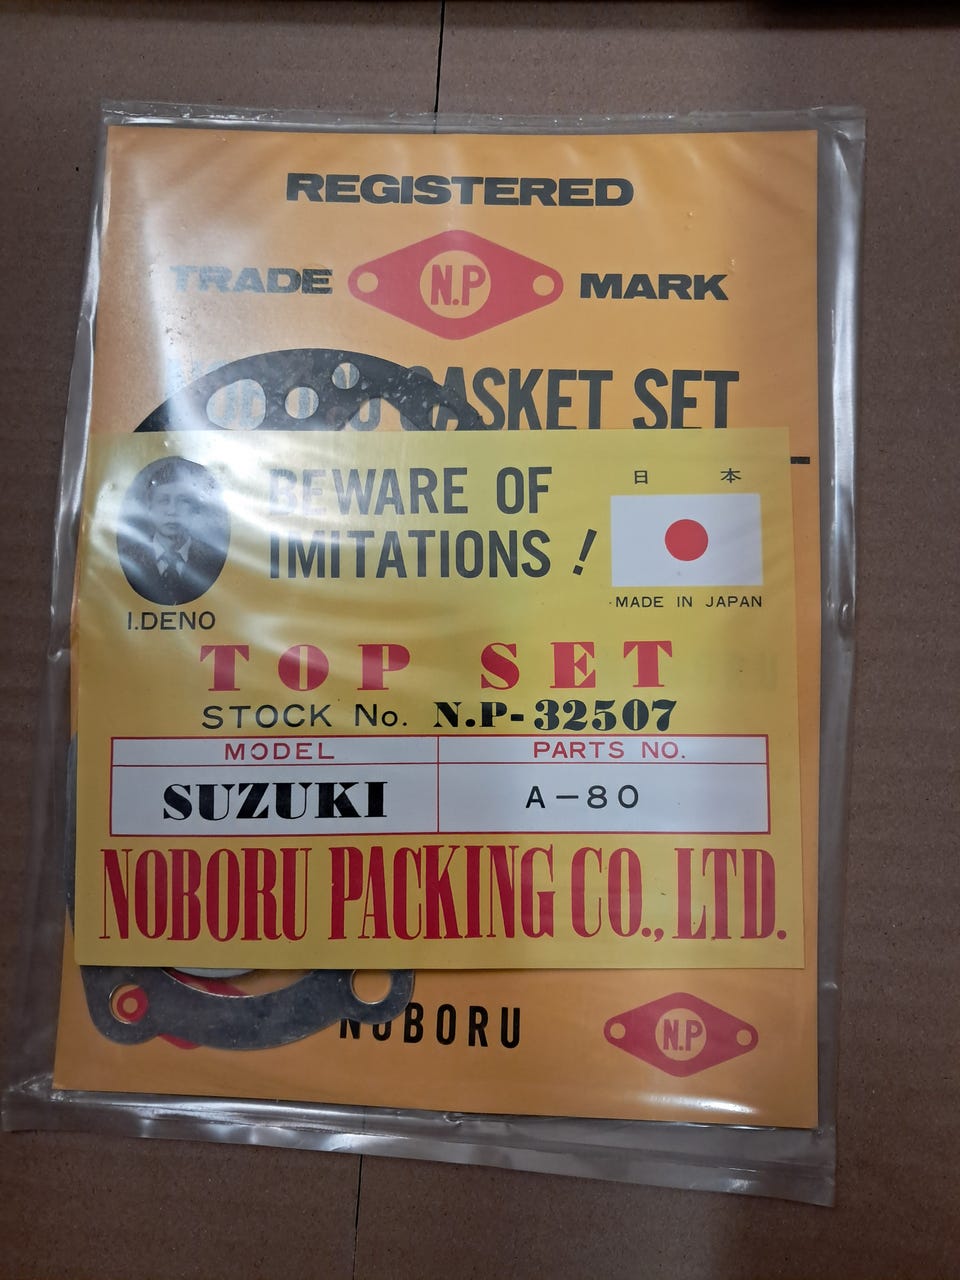 REGISTERED
TRADE N.P MARK
GASKET SET
BEWARE OF
IMITATIONS !
日 本
MADE IN JAPAN
I.DENO
TOP SET
STOCK No. N.P-32507
MODEL PARTS NO.
SUZUKI A-80
NOBORU PACKING CO., LTD.
NOBORU N.P